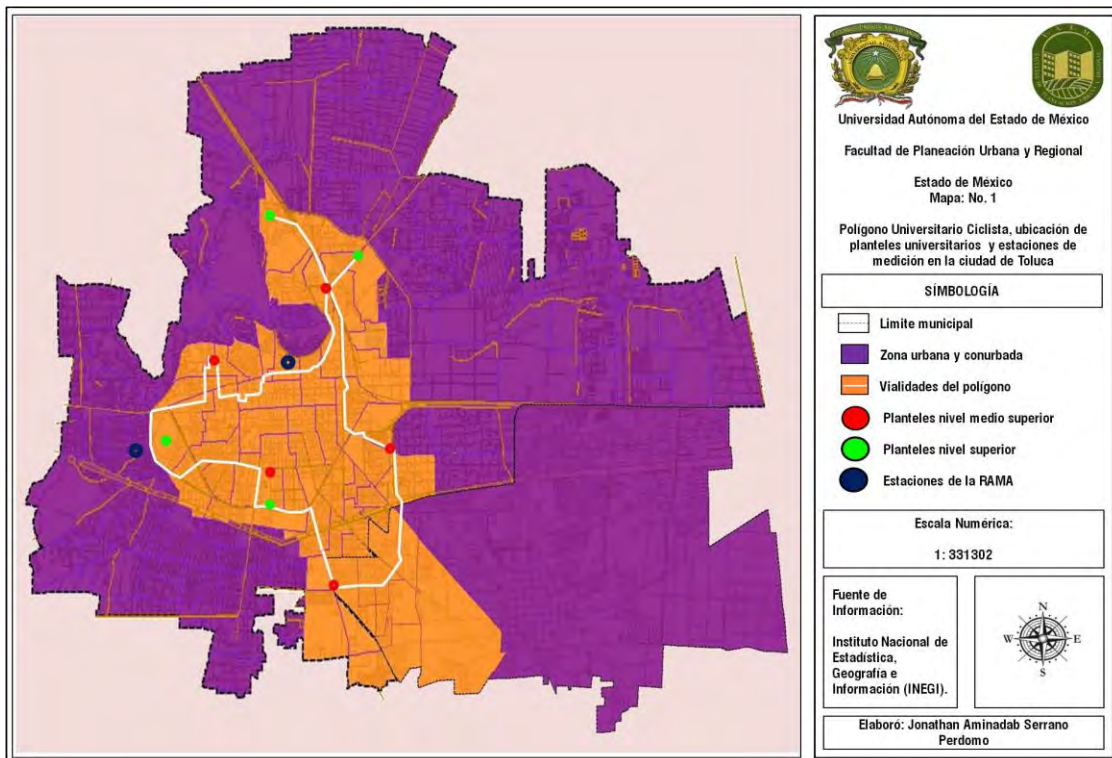 Universidad Autónoma del Estado de México
Facultad de Planeación Urbana y Regional
Estado de México
Mapa: No. 1
Polígono Universitario Ciclista, ubicación de
planteles universitarios y estaciones de
medición en la ciudad de Toluca
SÍMBOLOGÍA
Limite municipal
Zona urbana y conurbada
Vialidades del polígono
Planteles nivel medio superior
Planteles nivel superior
Estaciones de la RAMA
Escala Numérica:
1: 331302
Fuente de
Información:
Instituto Nacional de
Estadística,
Geografía e
Información (INEGI).
N
W E
S
Elaboró: Jonathan Aminadab Serrano
Perdomo